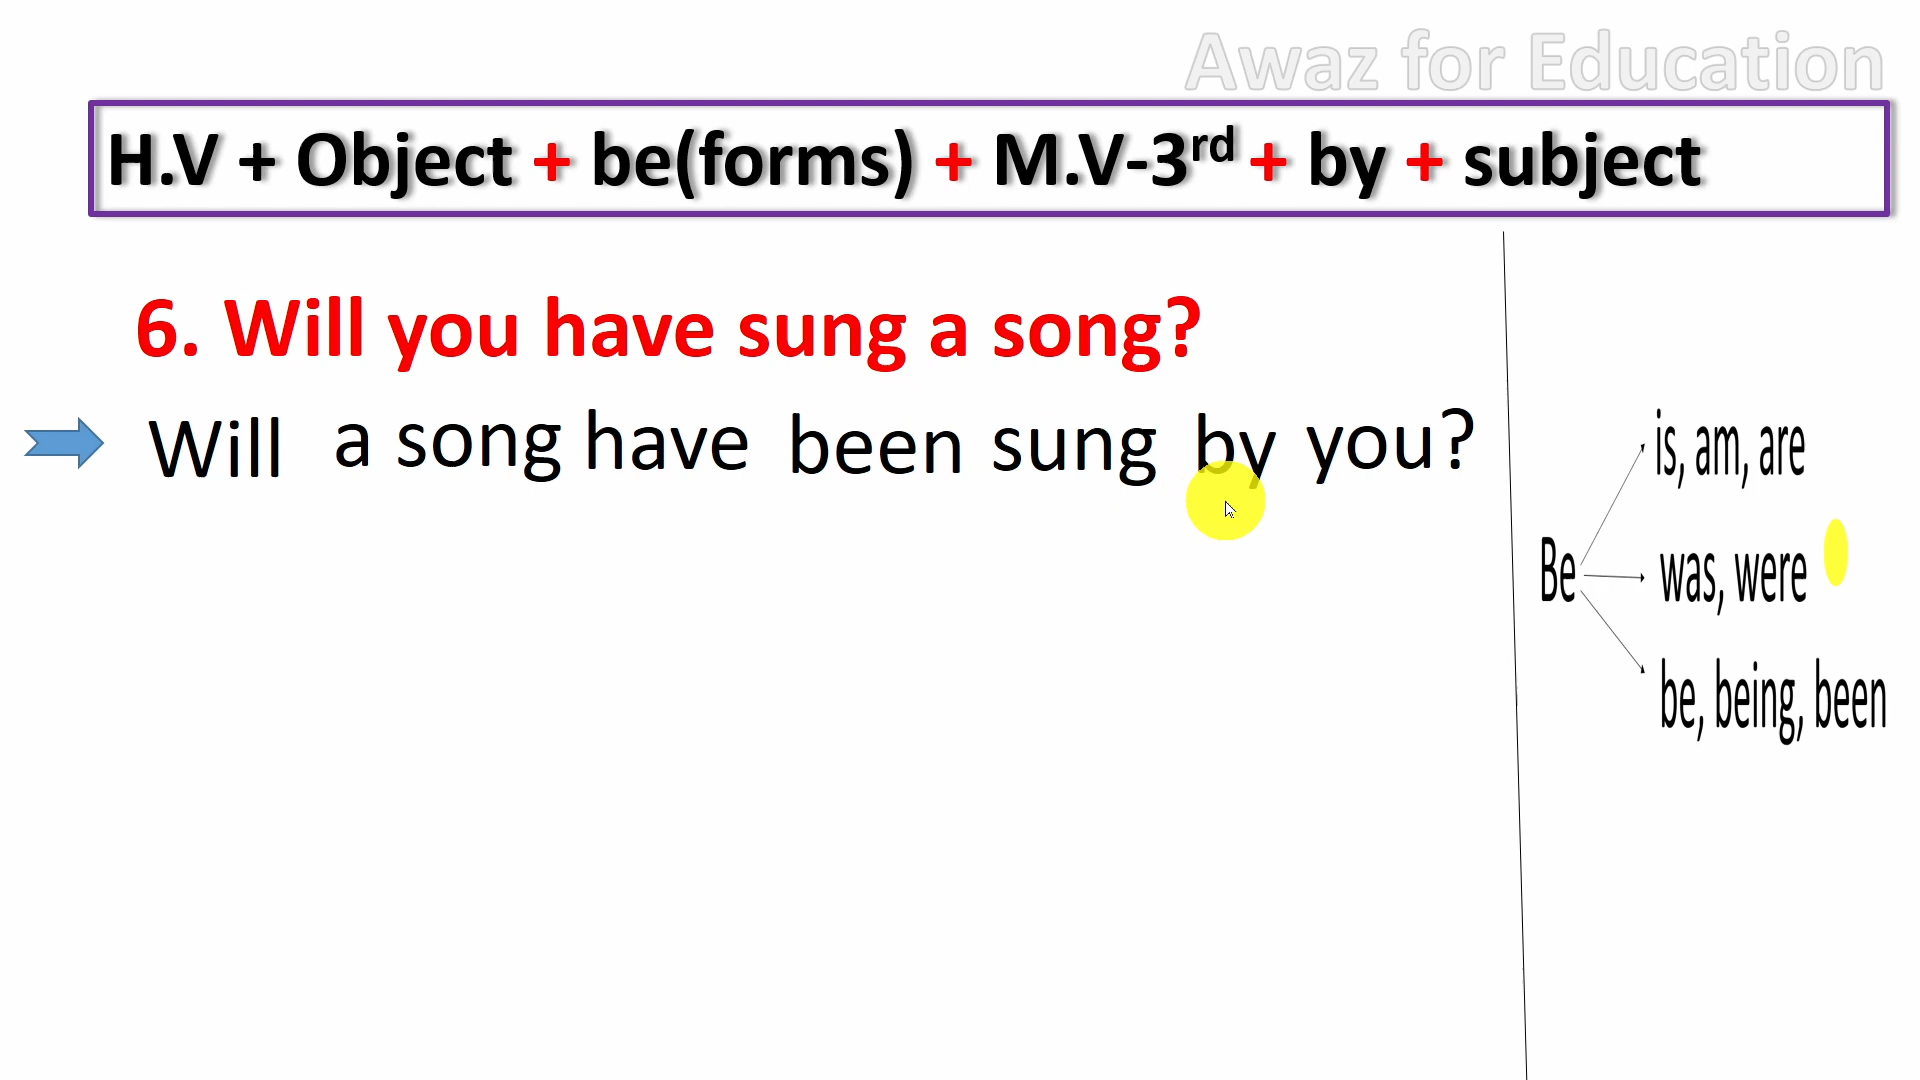 Awaz for Education
H.V + Object + be(forms) + M.V-3rd + by + subject
6. Will you have sung a song?
Will a song have been sung by you?
is, am, are
Be
was, were
be, being, been